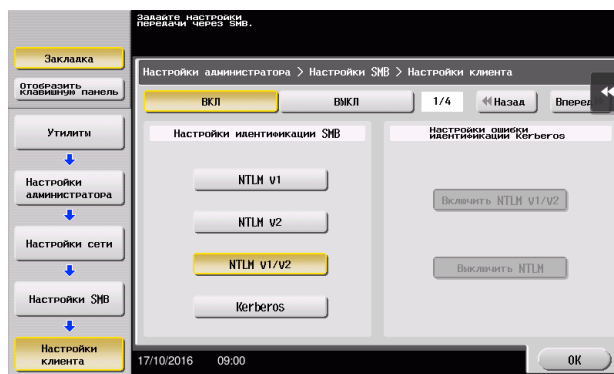 Задайте настройки
передачи через SMB.
Закладка
Отобразить
клавишную панель
Утилиты
Настройки
администратора
Настройки сети
Настройки SMB
Настройки
клиента
Настройки администратора > Настройки SMB > Настройки клиента
ВКЛ
ВЫКЛ
1/4
Назад
Вперед
Настройки идентификации SMB
NTLM v1
NTLM v2
NTLM v1/v2
Kerberos
Настройки ошибки
идентификации Kerberos
Включить NTLM V1/V2
Выключить NTLM
17/10/2016 09:00
OK